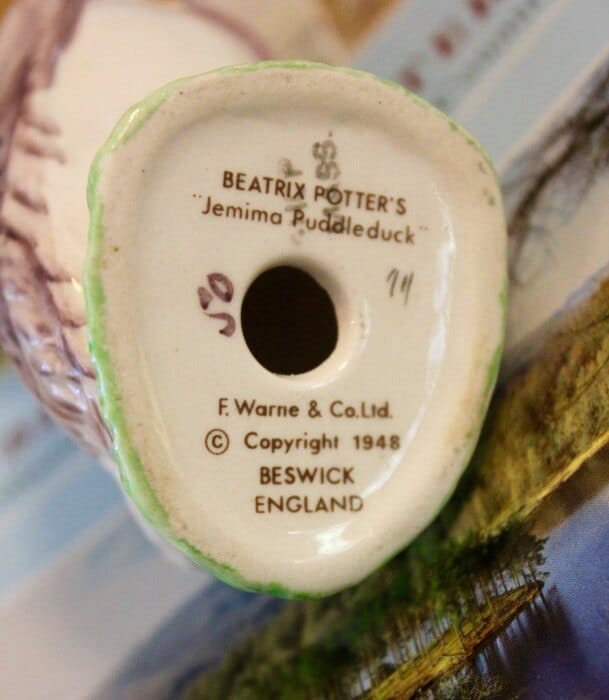 BEATRIX POTTER'S
"Jemima Puddleduck"
F. Warne & Co. Ltd.
© Copyright 1948
BESWICK
ENGLAND